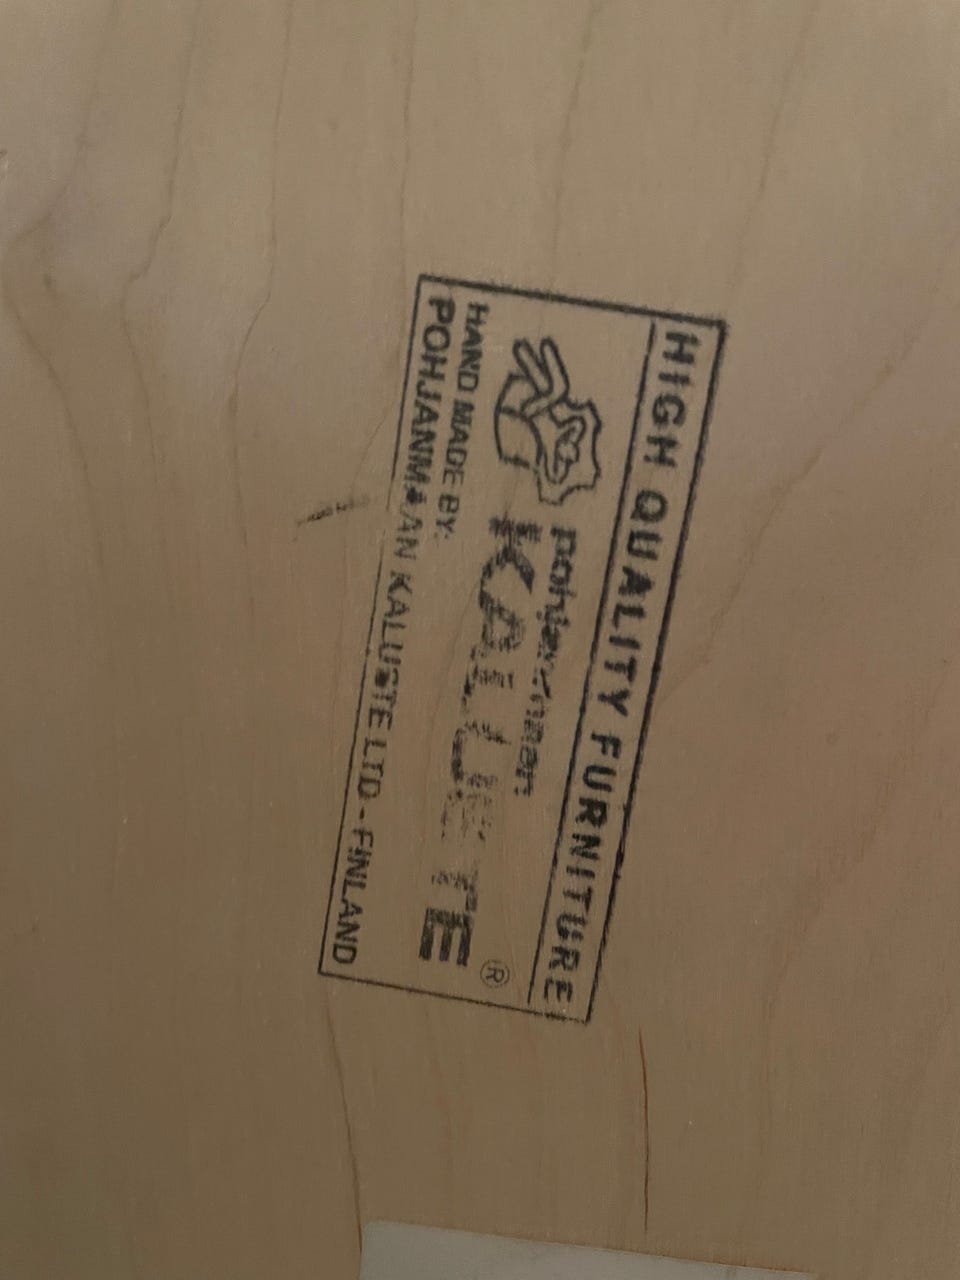 HIGH QUALITY FURNITURE
pohjanmaan
KALUSTE ®
HAND MADE BY:
POHJANMAAN KALUSTE LTD - FINLAND